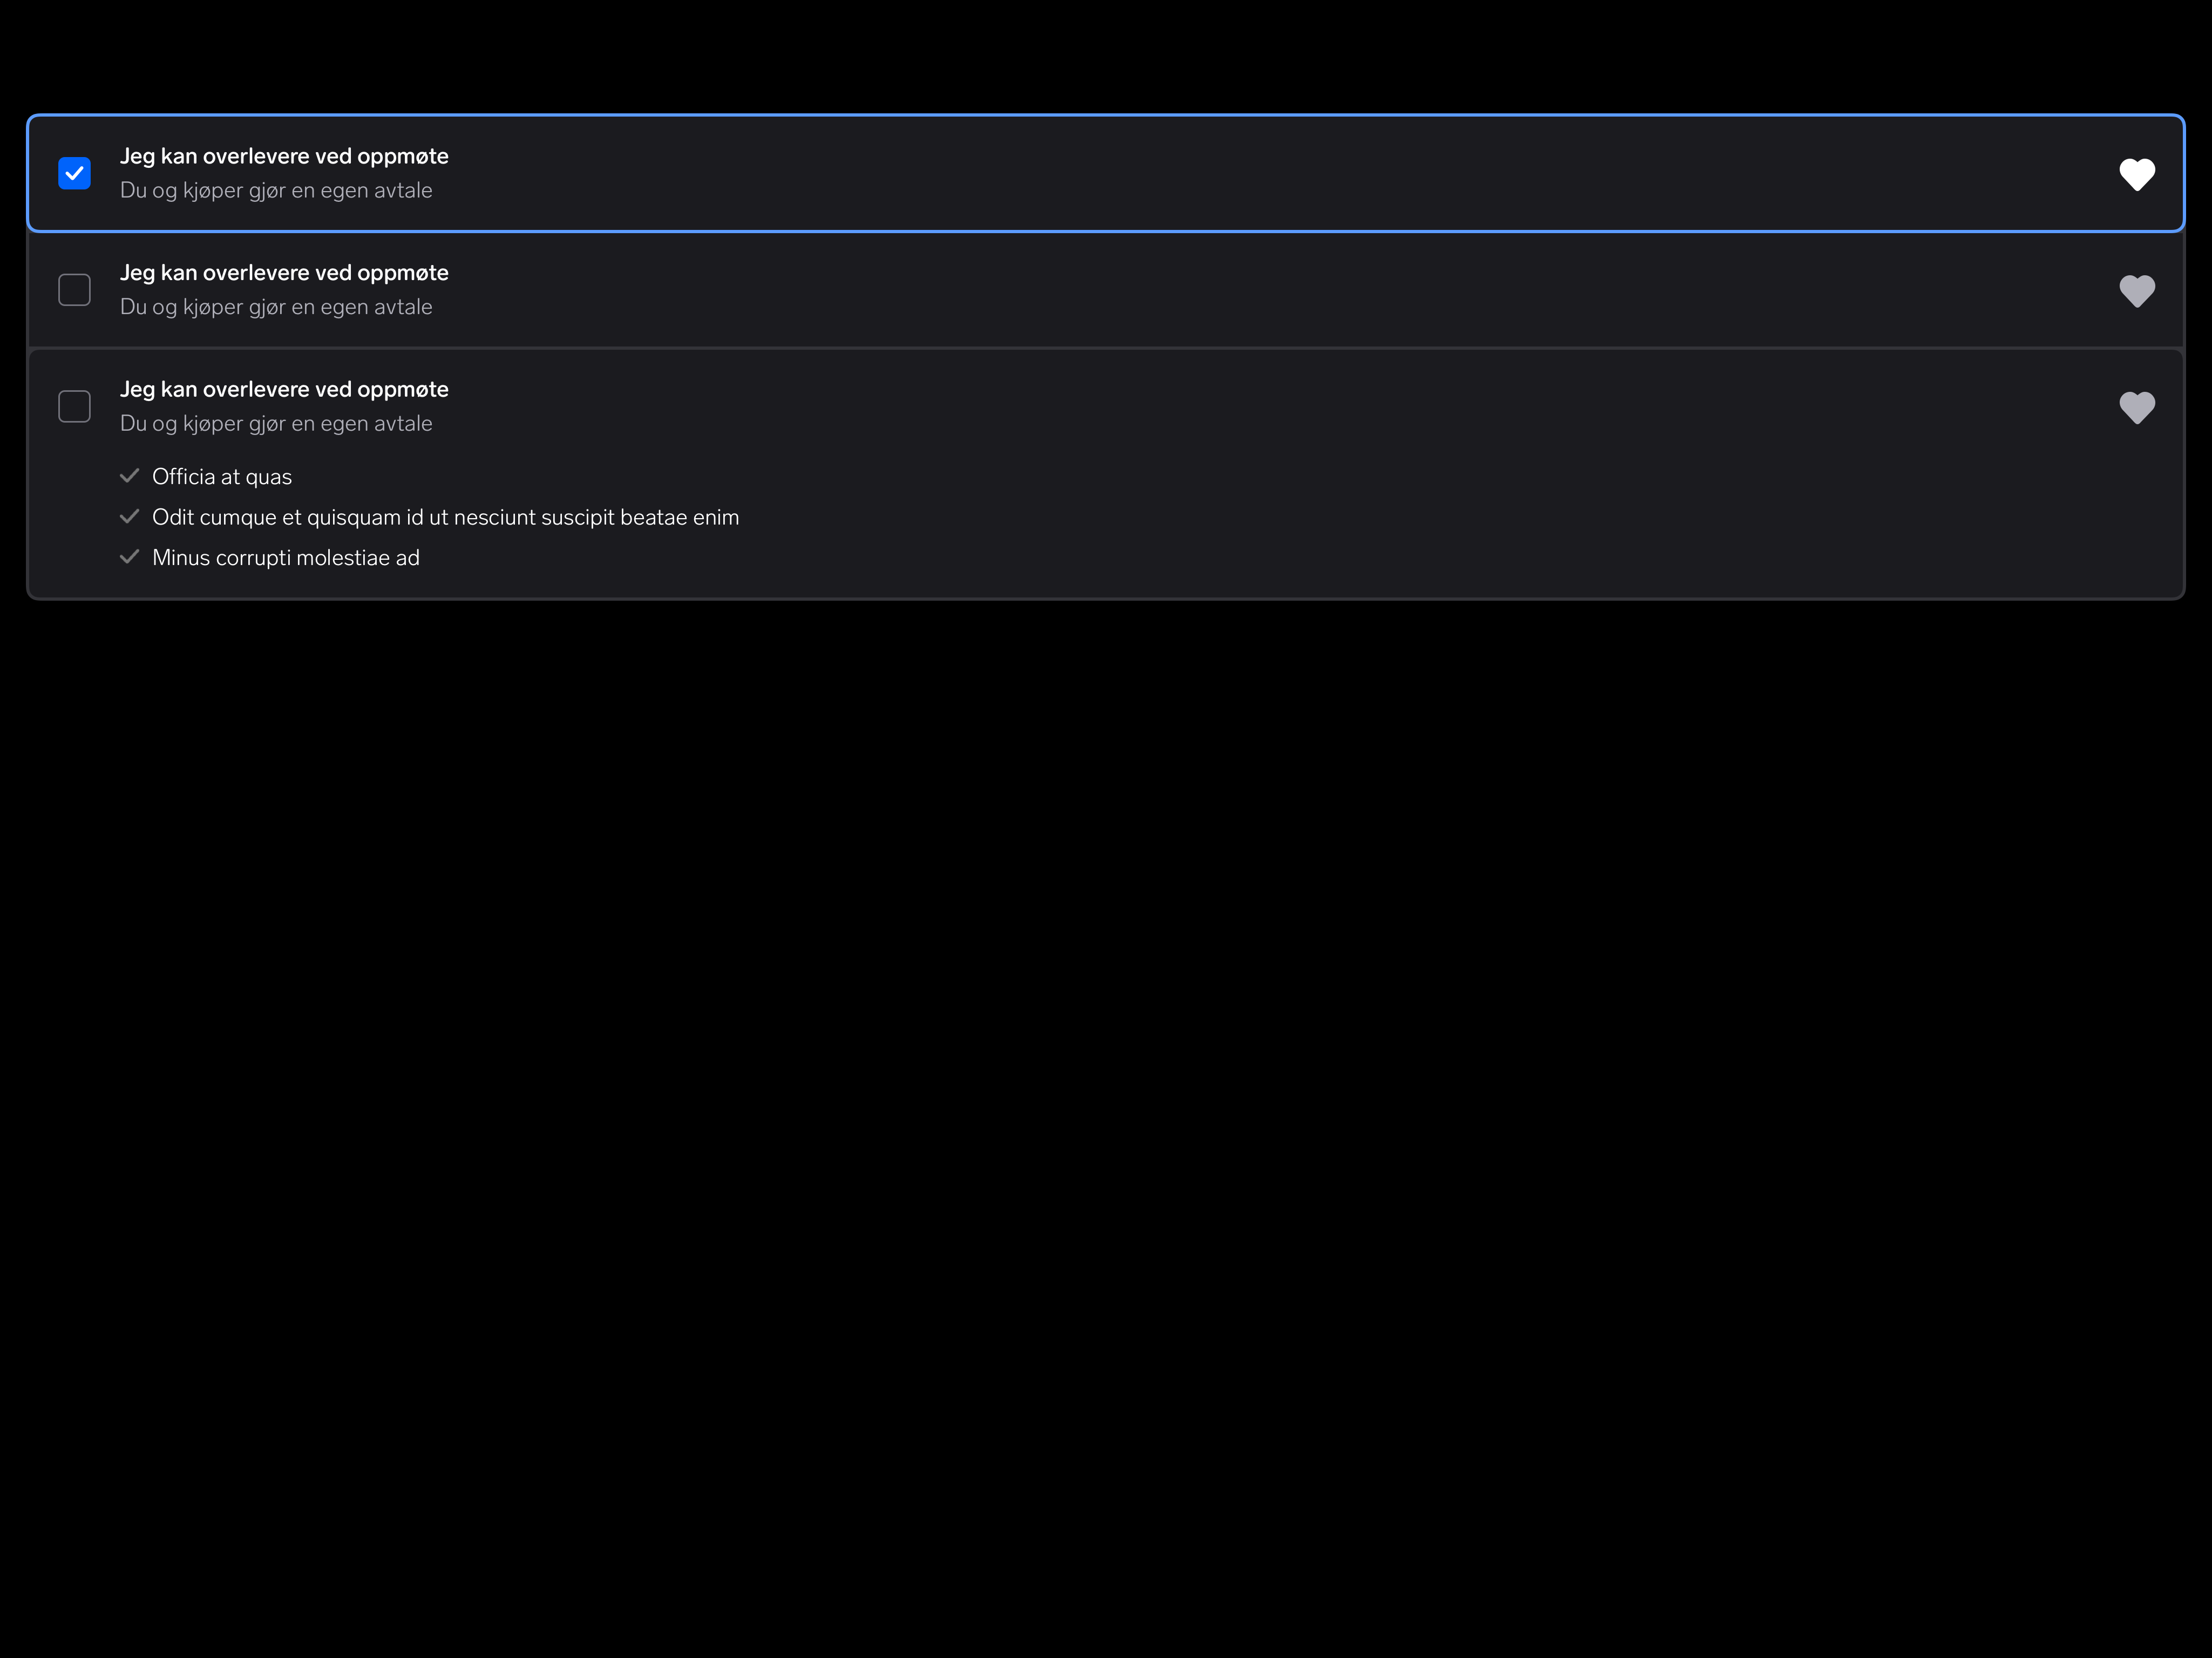 Jeg kan overlevere ved oppmøte
Du og kjøper gjør en egen avtale
Jeg kan overlevere ved oppmøte
Du og kjøper gjør en egen avtale
Jeg kan overlevere ved oppmøte
Du og kjøper gjør en egen avtale
Officia at quas
Odit cumque et quisquam id ut nesciunt suscipit beatae enim
Minus corrupti molestiae ad